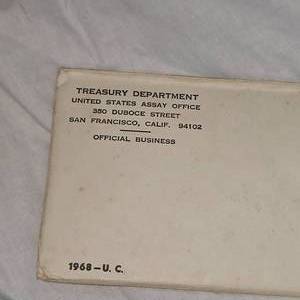 TREASURY DEPARTMENT
UNITED STATES ASSAY OFFICE
350 DUBOCE STREET
SAN FRANCISCO, CALIF. 94102
OFFICIAL BUSINESS
1968-U. C.